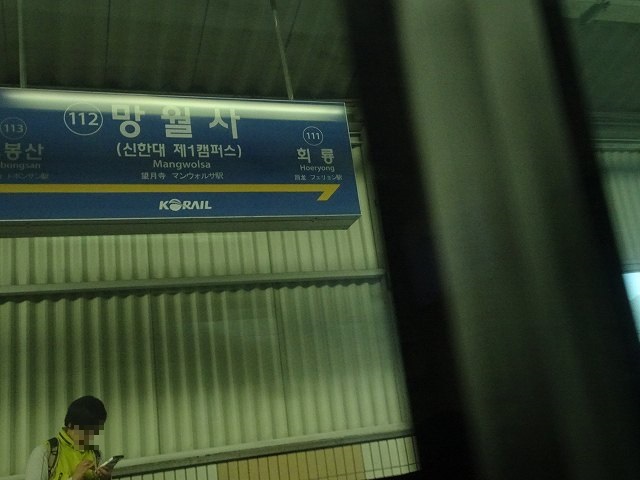 112 망월사
(신한대 제1캠퍼스)
Mangwolsa
望月寺 マンウォルサ駅
113
봉산
bongsan
111
회룡
Hoeryong
KORAIL